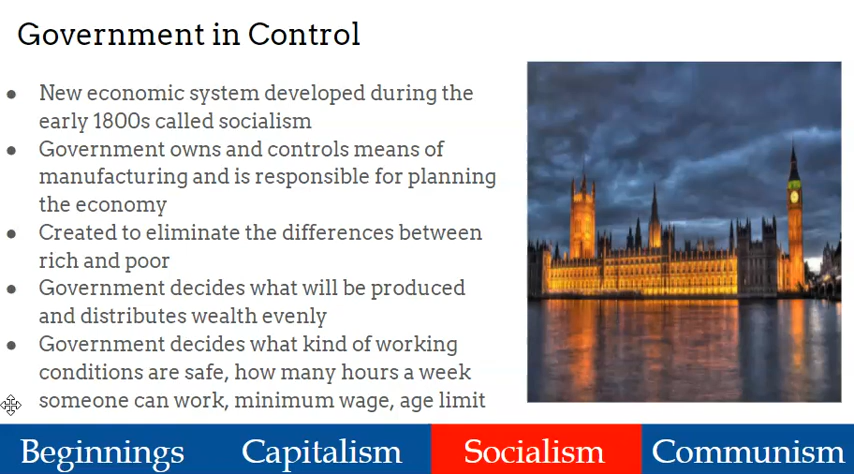 Government in Control
● New economic system developed during the
early 1800s called socialism
● Government owns and controls means of
manufacturing and is responsible for planning
the economy
● Created to eliminate the differences between
rich and poor
● Government decides what will be produced
and distributes wealth evenly
● Government decides what kind of working
conditions are safe, how many hours a week
someone can work, minimum wage, age limit
Beginnings Capitalism Socialism Communism